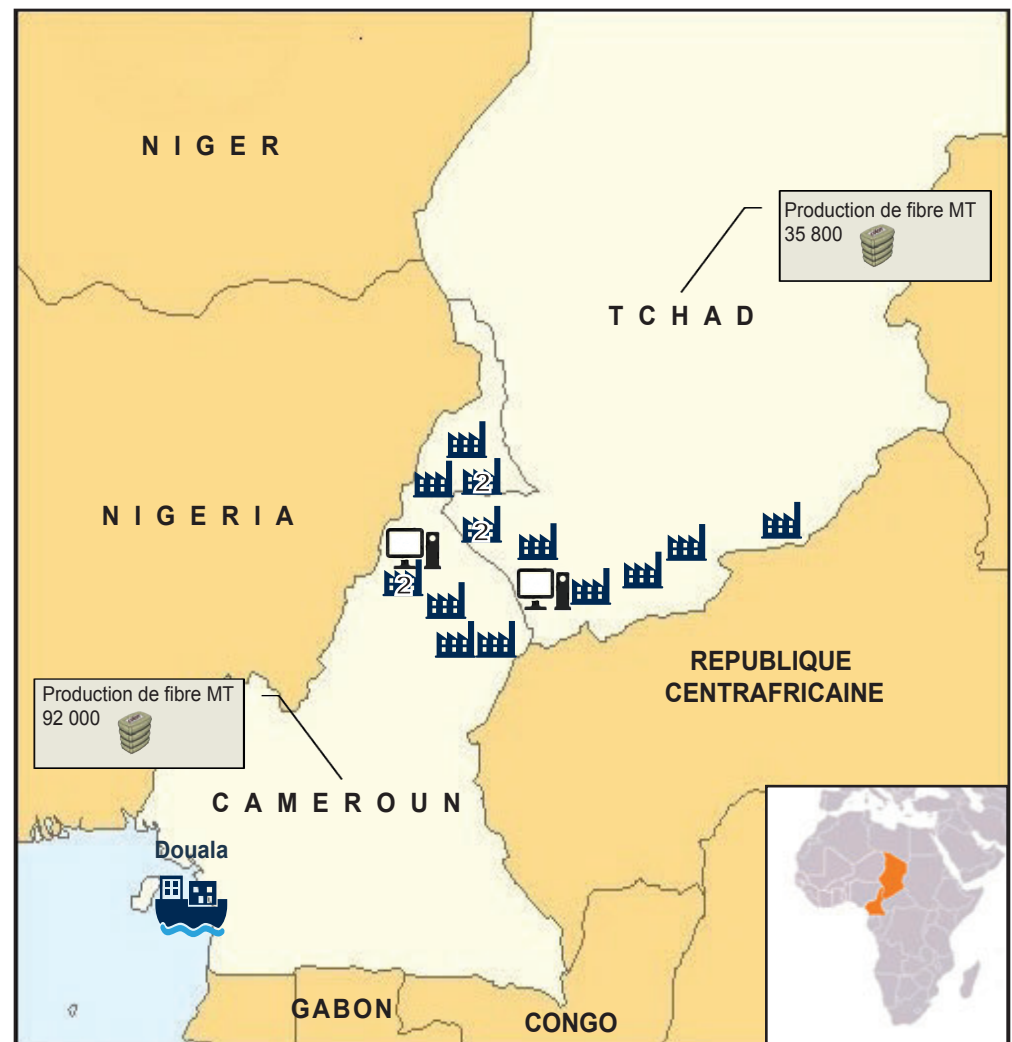 NIGER
Production de fibre MT
35 800
TCHAD
2
NIGERIA
2
2
REPUBLIQUE
CENTRAFRICAINE
Production de fibre MT
92 000
CAMEROUN
Douala
GABON
CONGO